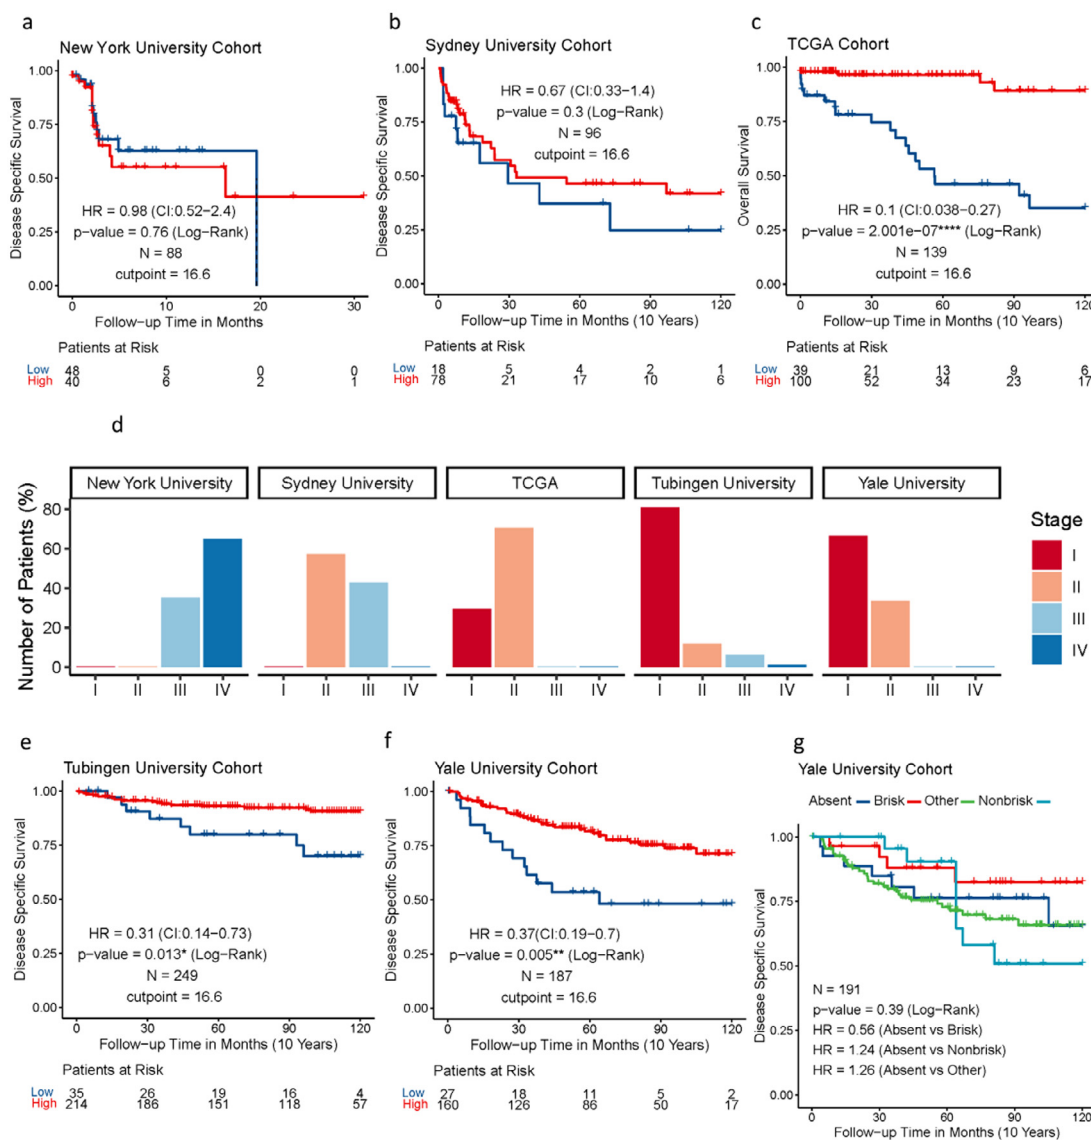 a
New York University Cohort
Disease Specific Survival
1.00
0.75
0.50
0.25
0.00
HR = 0.98 (CI:0.52−2.4)
p−value = 0.76 (Log−Rank)
N = 88
cutpoint = 16.6
0 10 20 30
Follow−up Time in Months
Patients at Risk
Low 48 5 0 0
High 40 6 2 1
b
Sydney University Cohort
Disease Specific Survival
1.00
0.75
0.50
0.25
0.00
HR = 0.67 (CI:0.33−1.4)
p−value = 0.3 (Log−Rank)
N = 96
cutpoint = 16.6
0 30 60 90 120
Follow−up Time in Months (10 Years)
Patients at Risk
Low 18 5 4 2 1
High 78 21 17 10 6
c
TCGA Cohort
Overall Survival
1.00
0.75
0.50
0.25
0.00
HR = 0.1 (CI:0.038−0.27)
p−value = 2.001e−07**** (Log−Rank)
N = 139
cutpoint = 16.6
0 30 60 90 120
Follow−up Time in Months (10 Years)
Patients at Risk
Low 39 21 13 9 6
High 100 52 34 23 17
d
New York University Sydney University TCGA Tubingen University Yale University
Number of Patients (%)
80
60
40
20
0
I II III IV I II III IV I II III IV I II III IV I II III IV
Stage
I
II
III
IV
e
Tubingen University Cohort
Disease Specific Survival
1.00
0.75
0.50
0.25
0.00
HR = 0.31 (CI:0.14−0.73)
p−value = 0.013* (Log−Rank)
N = 249
cutpoint = 16.6
0 30 60 90 120
Follow−up Time in Months (10 Years)
Patients at Risk
Low 35 26 19 16 4
High 214 186 151 118 57
f
Yale University Cohort
Disease Specific Survival
1.00
0.75
0.50
0.25
0.00
HR = 0.37(CI:0.19−0.7)
p−value = 0.005** (Log−Rank)
N = 187
cutpoint = 16.6
0 30 60 90 120
Follow−up Time in Months (10 Years)
Patients at Risk
Low 27 18 11 5 2
High 160 126 86 50 17
g
Yale University Cohort
Absent Brisk Other Nonbrisk
Disease Specific Survival
1.00
0.75
0.50
0.25
0.00
N = 191
p−value = 0.39 (Log−Rank)
HR = 0.56 (Absent vs Brisk)
HR = 1.24 (Absent vs Nonbrisk)
HR = 1.26 (Absent vs Other)
0 30 60 90 120
Follow−up Time in Months (10 Years)